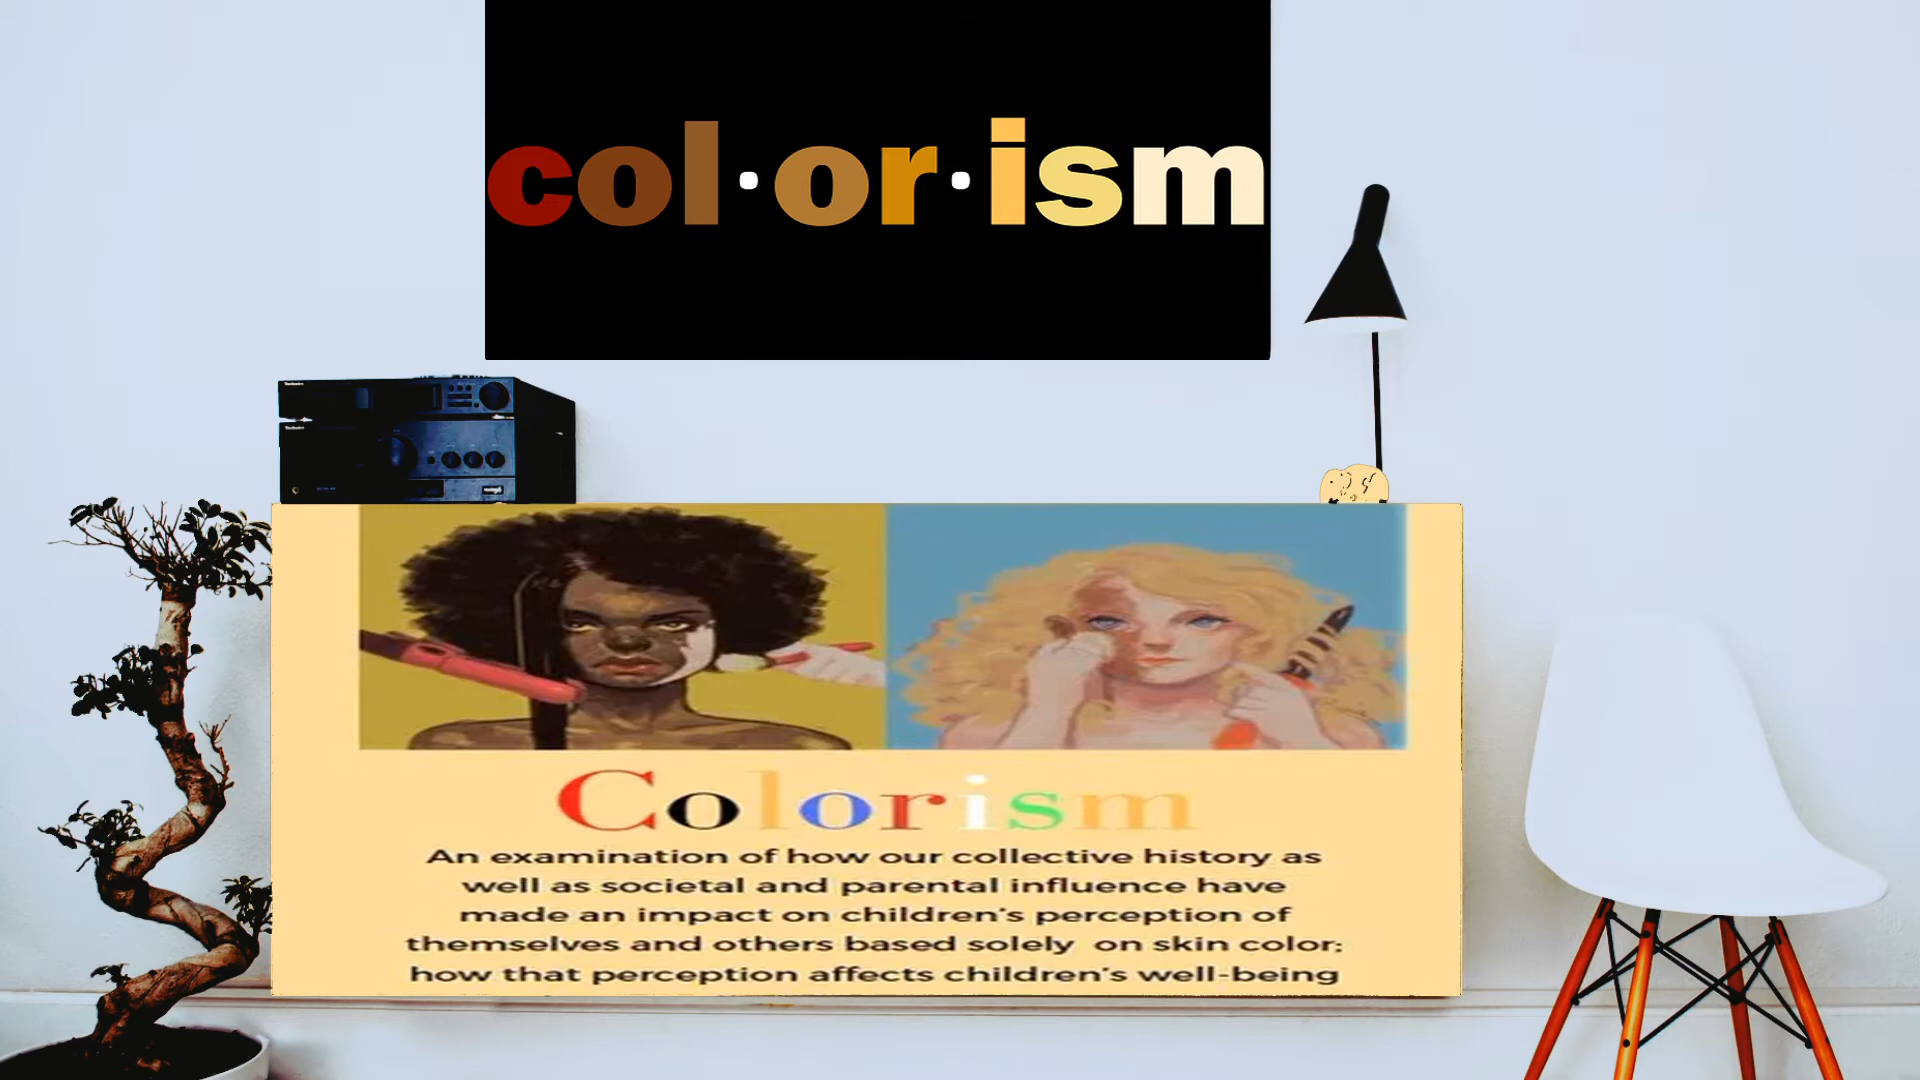 col·or·ism
Technics
Technics
Colorism
An examination of how our collective history as
well as societal and parental influence have
made an impact on children's perception of
themselves and others based solely on skin color;
how that perception affects children's well-being